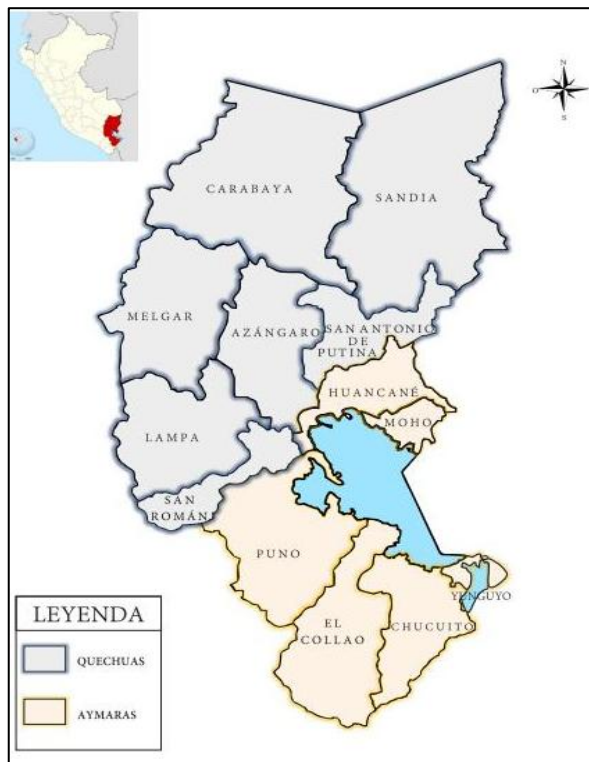 N
O
E
S
CARABAYA
SANDIA
MELGAR
AZÁNGARO
SAN ANTONIO
DE
PUTINA
HUANCANÉ
MOHO
LAMPA
SAN
ROMÁN
PUNO
YUNGUYO
EL
COLLAO
CHUCUITO
LEYENDA
QUECHUAS
AYMARAS